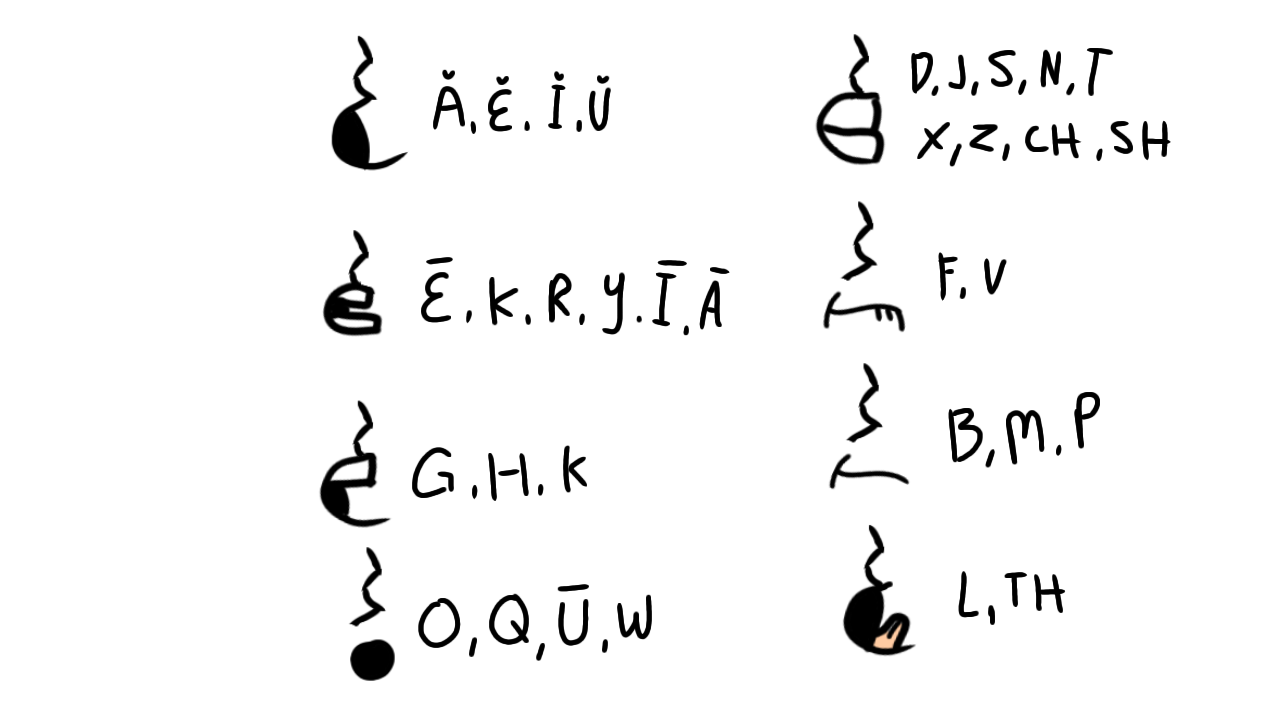 Ă, Ĕ, Ĭ, Ŭ
Ē, K, R, Y, Ī, Ā
G, H, K
O, Q, Ū, W
D, J, S, N, T
X, Z, CH, SH
F, V
B, M, P
L, TH